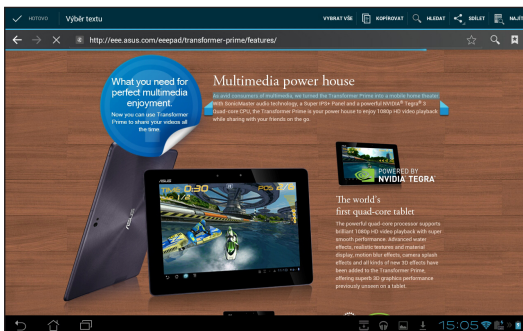 HOTOVO Výběr textu VYBRAT VŠE KOPÍROVAT HLEDAT SDÍLET NAJÍT
http://eee.asus.com/eeepad/transformer-prime/features/
What you need for
perfect multimedia
enjoyment.
Now you can use Transformer
Prime to share your videos all
the time.
Multimedia power house
As avid consumers of multimedia, we turned the Transformer Prime into a mobile home theater.
With SonicMaster audio technology, a Super IPS+ Panel and a powerful NVIDIA® Tegra® 3
Quad-core CPU, the Transformer Prime is your power house to enjoy 1080p HD video playback
while sharing with your friends on the go.
ASUS
TIME 0:30 POS 2/8
POWERED BY
NVIDIA TEGRA
The world's
first quad-core tablet
The powerful quad-core processor supports
brilliant 1080p HD video playback with super
smooth performance. Advanced water
effects, realistic textures and material
display, motion blur effects, camera splash
effects and all kinds of new 3D effects have
been added to the Transformer Prime,
offering superb 3D graphics performance
previously unseen on a tablet.
15:05